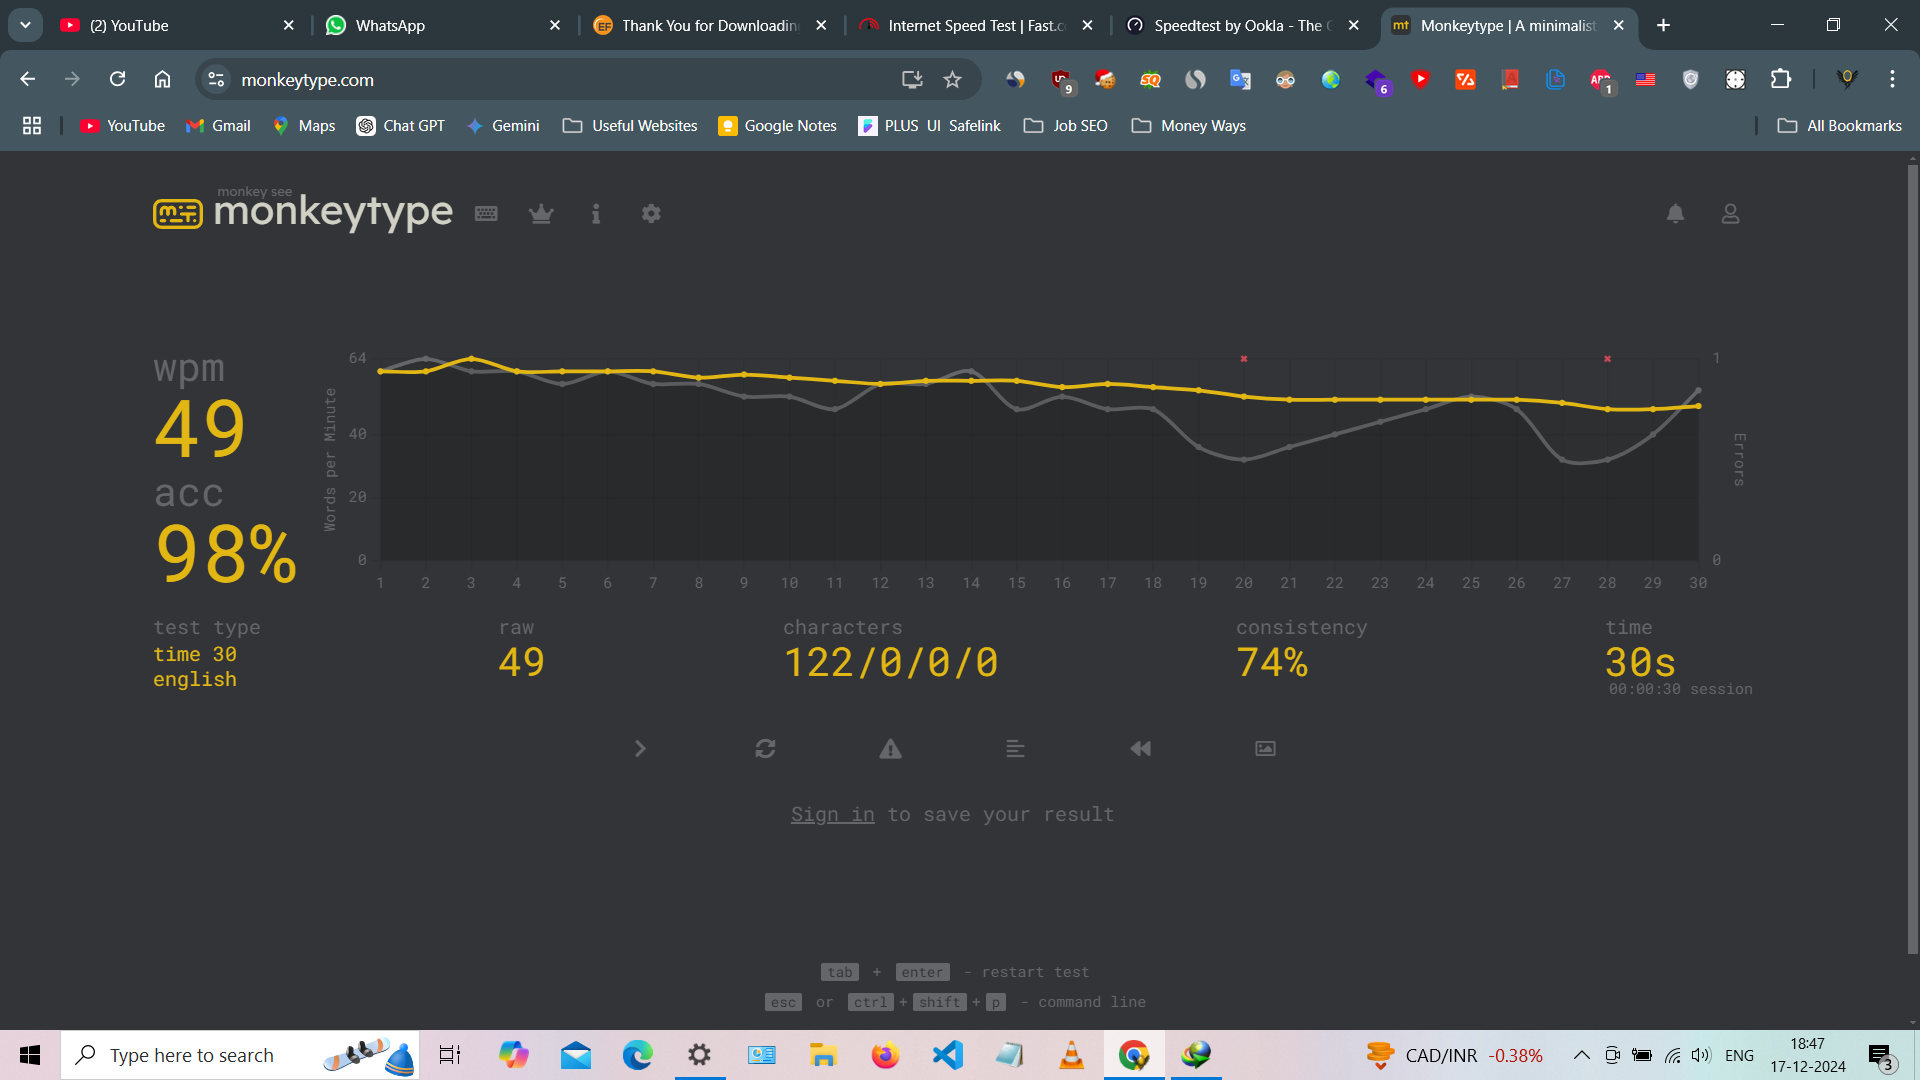 (2) YouTube
WhatsApp
Thank You for Downloading
Internet Speed Test | Fast.c
Speedtest by Ookla - The
Monkeytype | A minimalist
monkeytype.com
9
6
1
YouTube
Gmail
Maps
Chat GPT
Gemini
Useful Websites
Google Notes
PLUS UI Safelink
Job SEO
Money Ways
All Bookmarks
monkey see
monkeytype
wpm
49
acc
98%
Words per Minute
64
40
20
0
1 2 3 4 5 6 7 8 9 10 11 12 13 14 15 16 17 18 19 20 21 22 23 24 25 26 27 28 29 30
1
0
Errors
test type
time 30
english
raw
49
characters
122/0/0/0
consistency
74%
time
30s
00:00:30 session
Sign in to save your result
tab + enter - restart test
esc or ctrl + shift + p - command line
Type here to search
CAD/INR -0.38%
ENG
18:47
17-12-2024
3